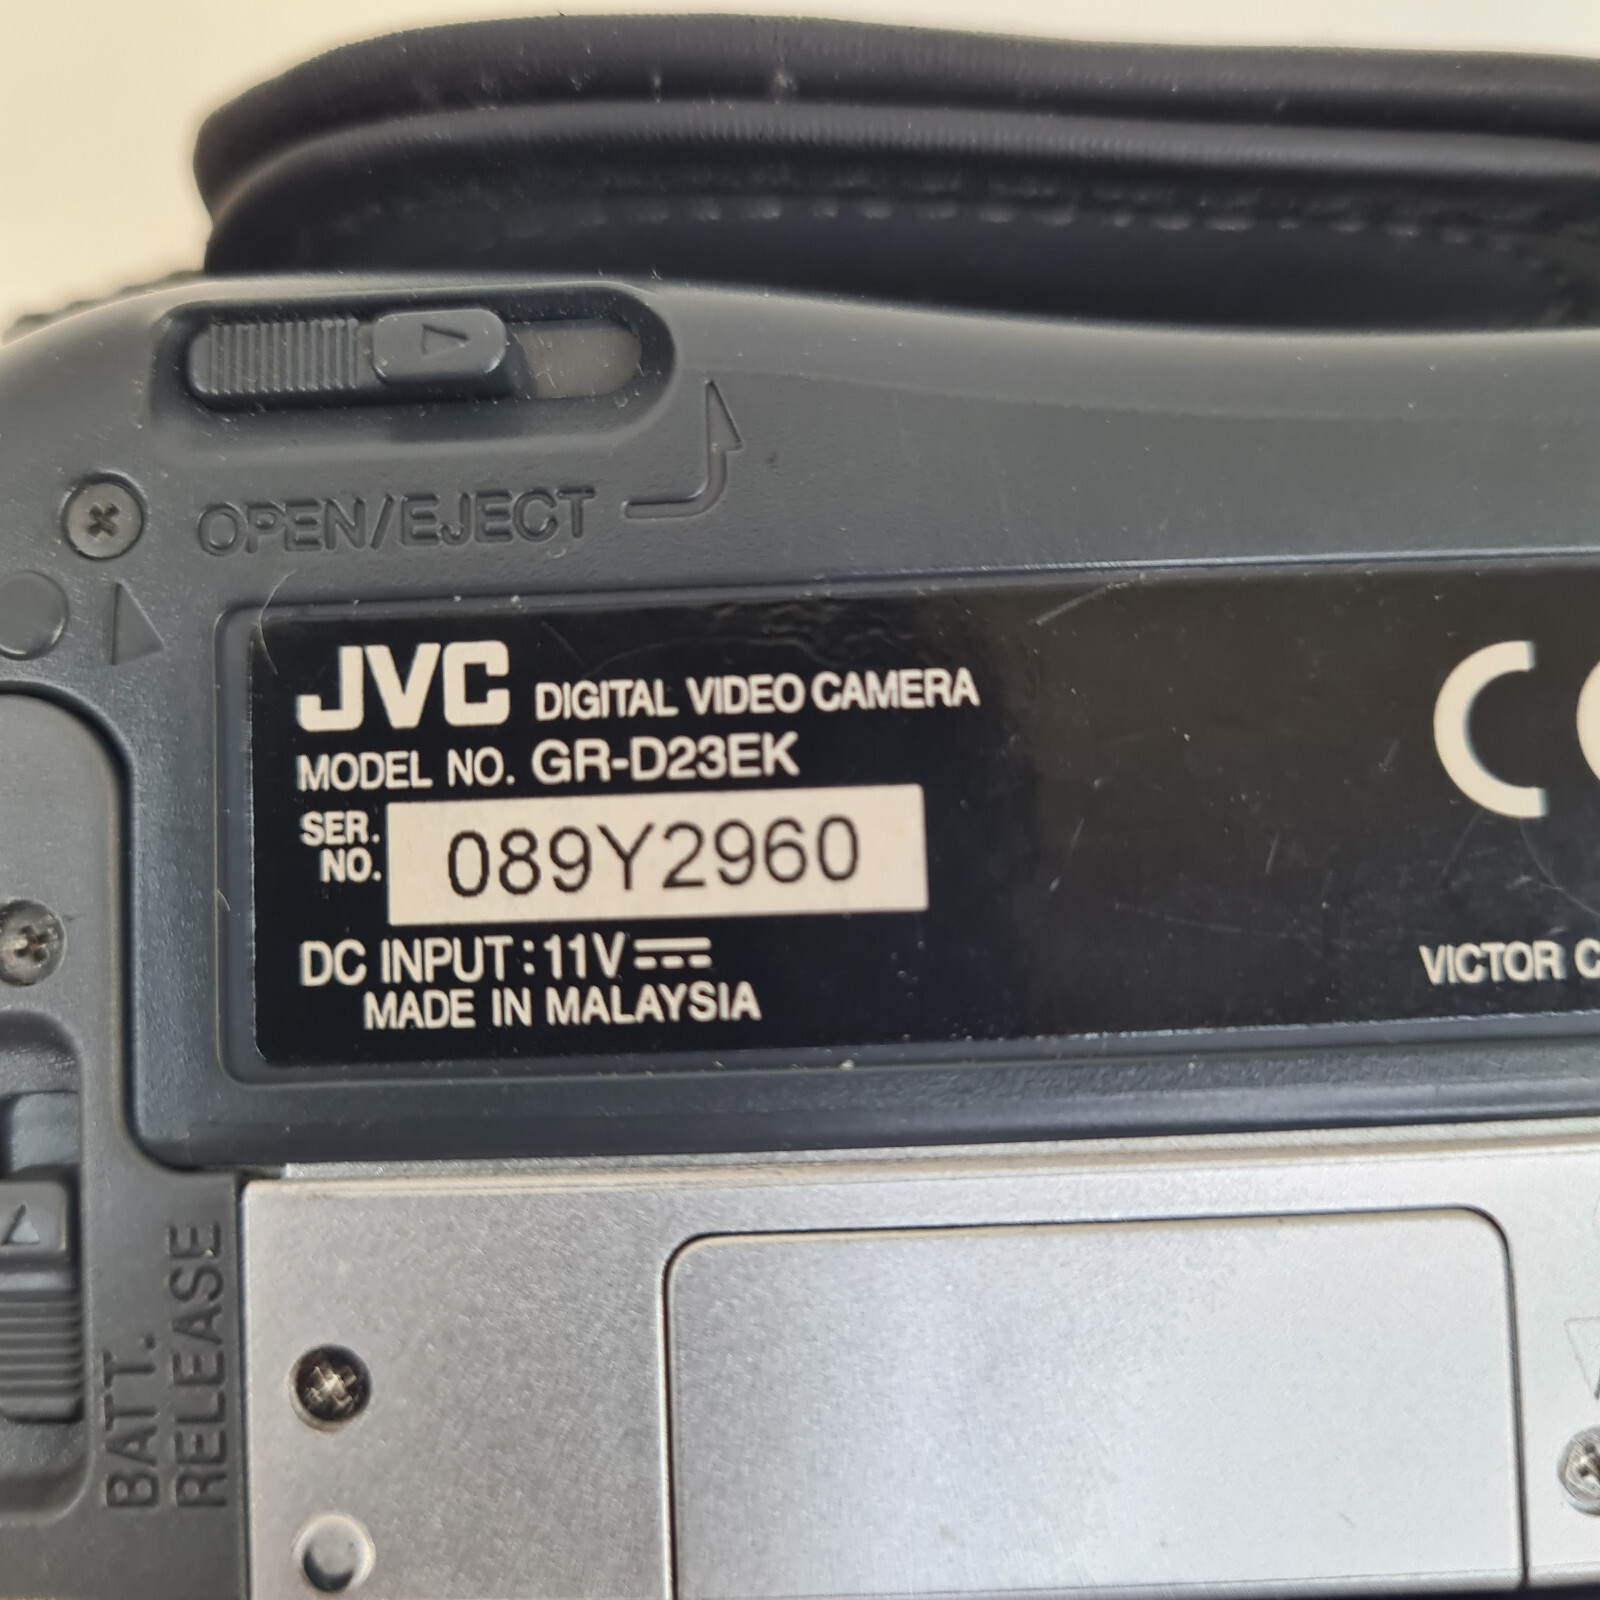 OPEN/EJECT
JVC DIGITAL VIDEO CAMERA
MODEL NO. GR-D23EK
SER. NO. 089Y2960
DC INPUT : 11V
MADE IN MALAYSIA
CE
VICTOR
BATT.
RELEASE